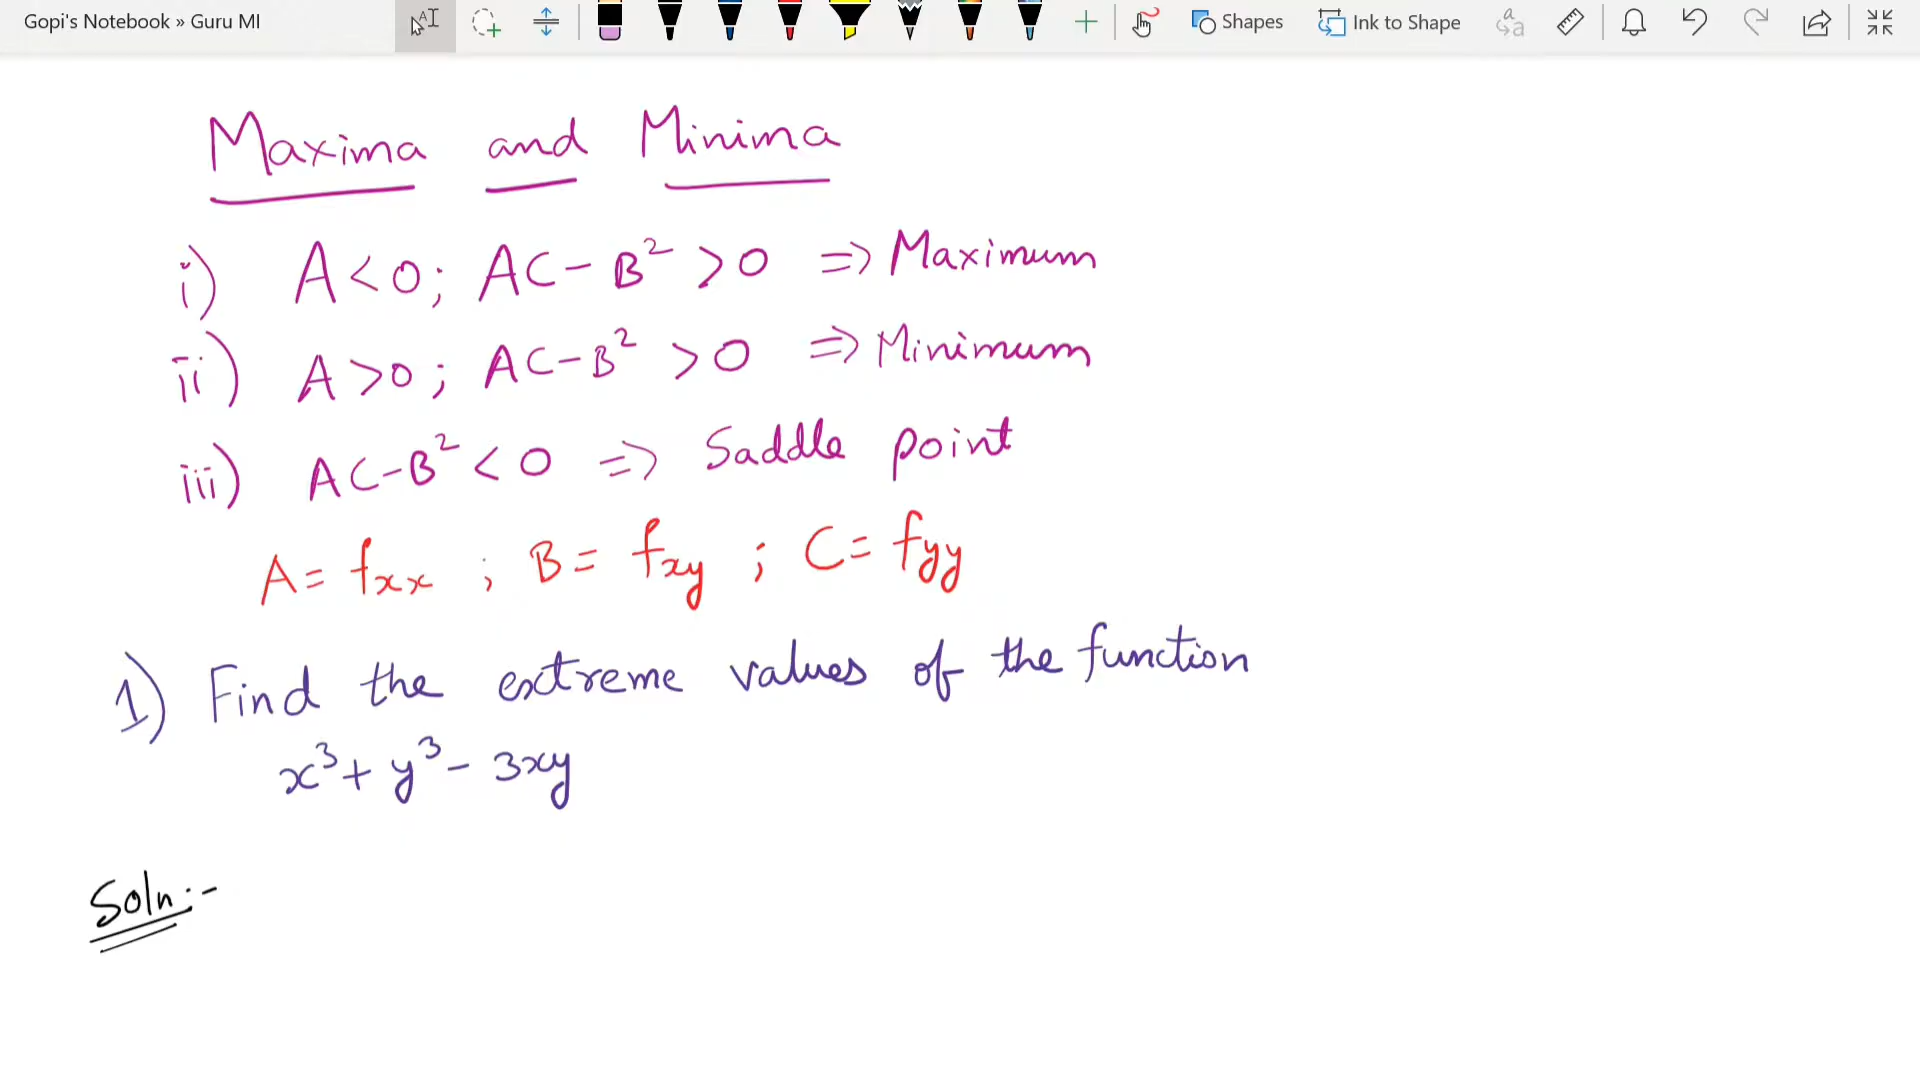 Gopi's Notebook » Guru MI
Shapes
Ink to Shape
Maxima and Minima
i) A<0; AC-B²>0 => Maximum
ii) A>0; AC-B²>0 => Minimum
iii) AC-B²<0 => Saddle point
A= fxx ; B= fxy ; C= fyy
1) Find the extreme values of the function
x³+y³-3xy
Soln:-